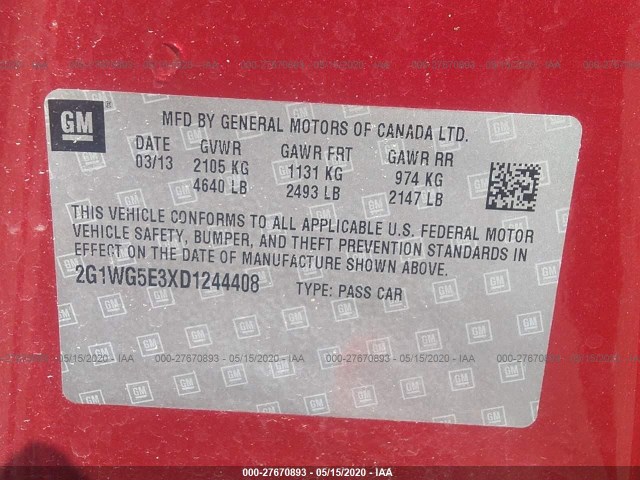 GM
MFD BY GENERAL MOTORS OF CANADA LTD.
DATE GVWR GAWR FRT GAWR RR
03/13 2105 KG 1131 KG 974 KG
4640 LB 2493 LB 2147 LB
THIS VEHICLE CONFORMS TO ALL APPLICABLE U.S. FEDERAL MOTOR
VEHICLE SAFETY, BUMPER, AND THEFT PREVENTION STANDARDS IN
EFFECT ON THE DATE OF MANUFACTURE SHOWN ABOVE.
2G1WG5E3XD1244408 TYPE: PASS CAR
000-27670893 - 05/15/2020 - IAA